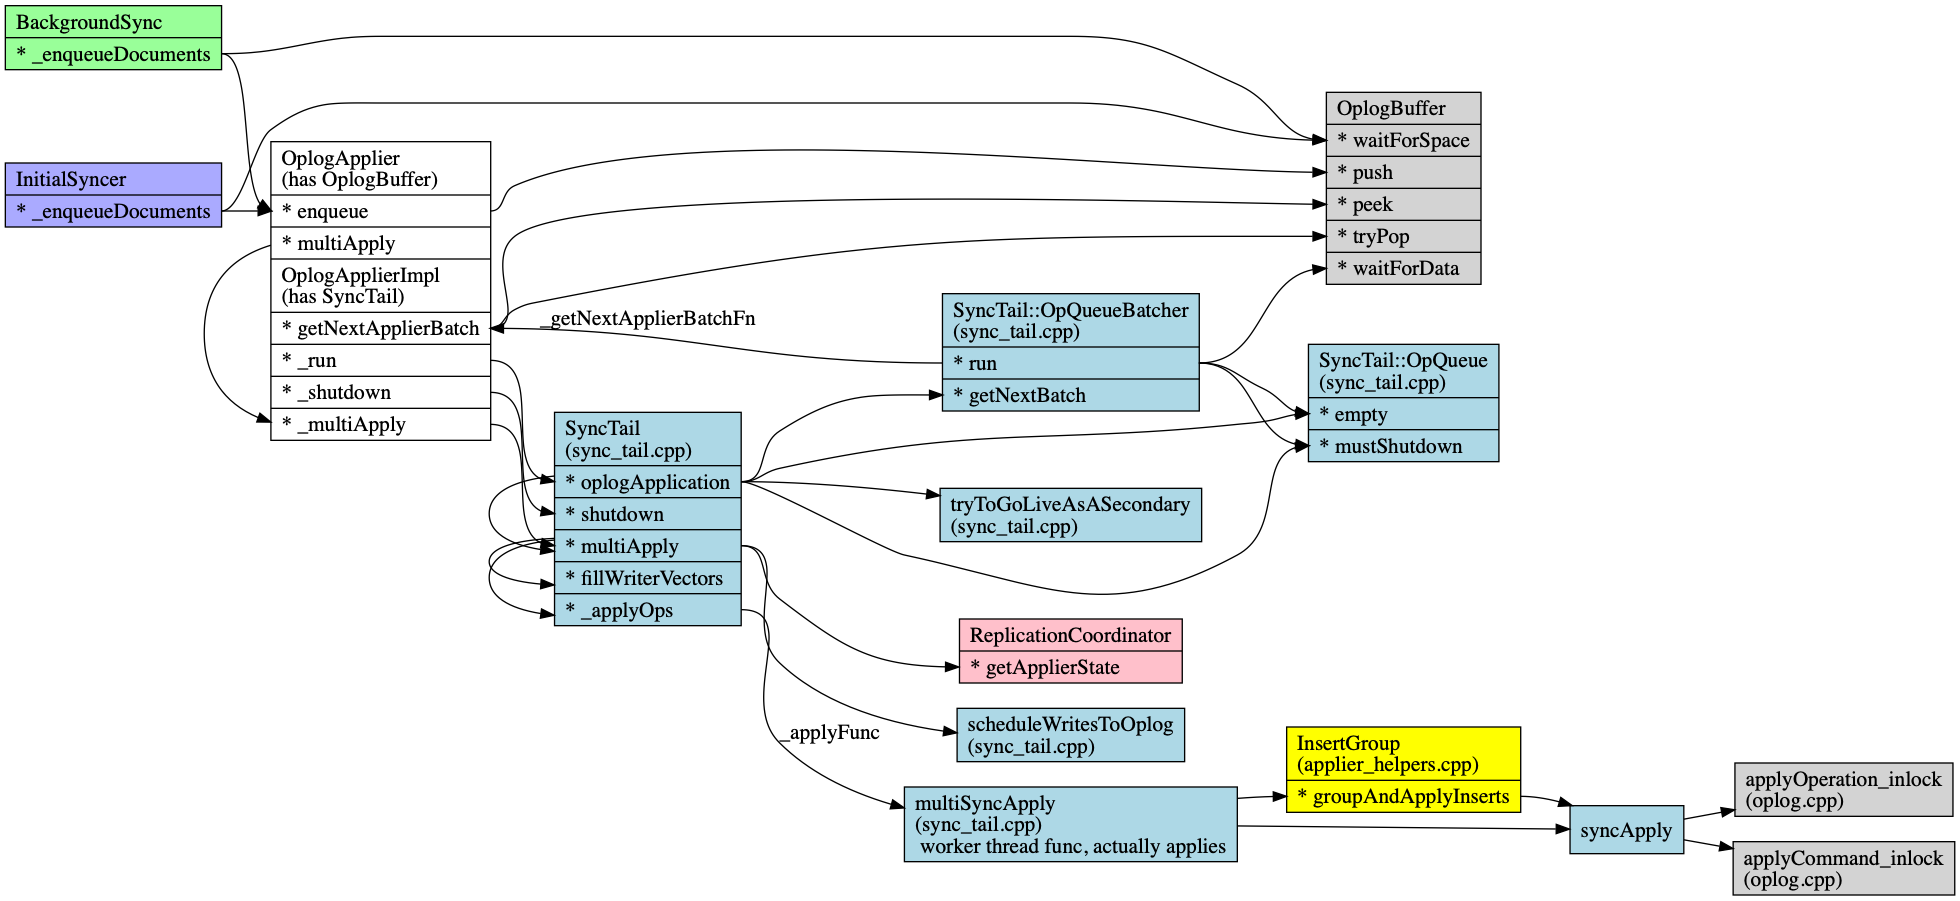 BackgroundSync
* _enqueueDocuments
InitialSyncer
* _enqueueDocuments
OplogApplier
(has OplogBuffer)
* enqueue
* multiApply
OplogApplierImpl
(has SyncTail)
* getNextApplierBatch
* _run
* _shutdown
* _multiApply
OplogBuffer
* waitForSpace
* push
* peek
* tryPop
* waitForData
_getNextApplierBatchFn
SyncTail::OpQueueBatcher
(sync_tail.cpp)
* run
* getNextBatch
SyncTail::OpQueue
(sync_tail.cpp)
* empty
* mustShutdown
SyncTail
(sync_tail.cpp)
* oplogApplication
* shutdown
* multiApply
* fillWriterVectors
* _applyOps
tryToGoLiveAsASecondary
(sync_tail.cpp)
ReplicationCoordinator
* getApplierState
scheduleWritesToOplog
(sync_tail.cpp)
_applyFunc
multiSyncApply
(sync_tail.cpp)
worker thread func, actually applies
InsertGroup
(applier_helpers.cpp)
* groupAndApplyInserts
syncApply
applyOperation_inlock
(oplog.cpp)
applyCommand_inlock
(oplog.cpp)